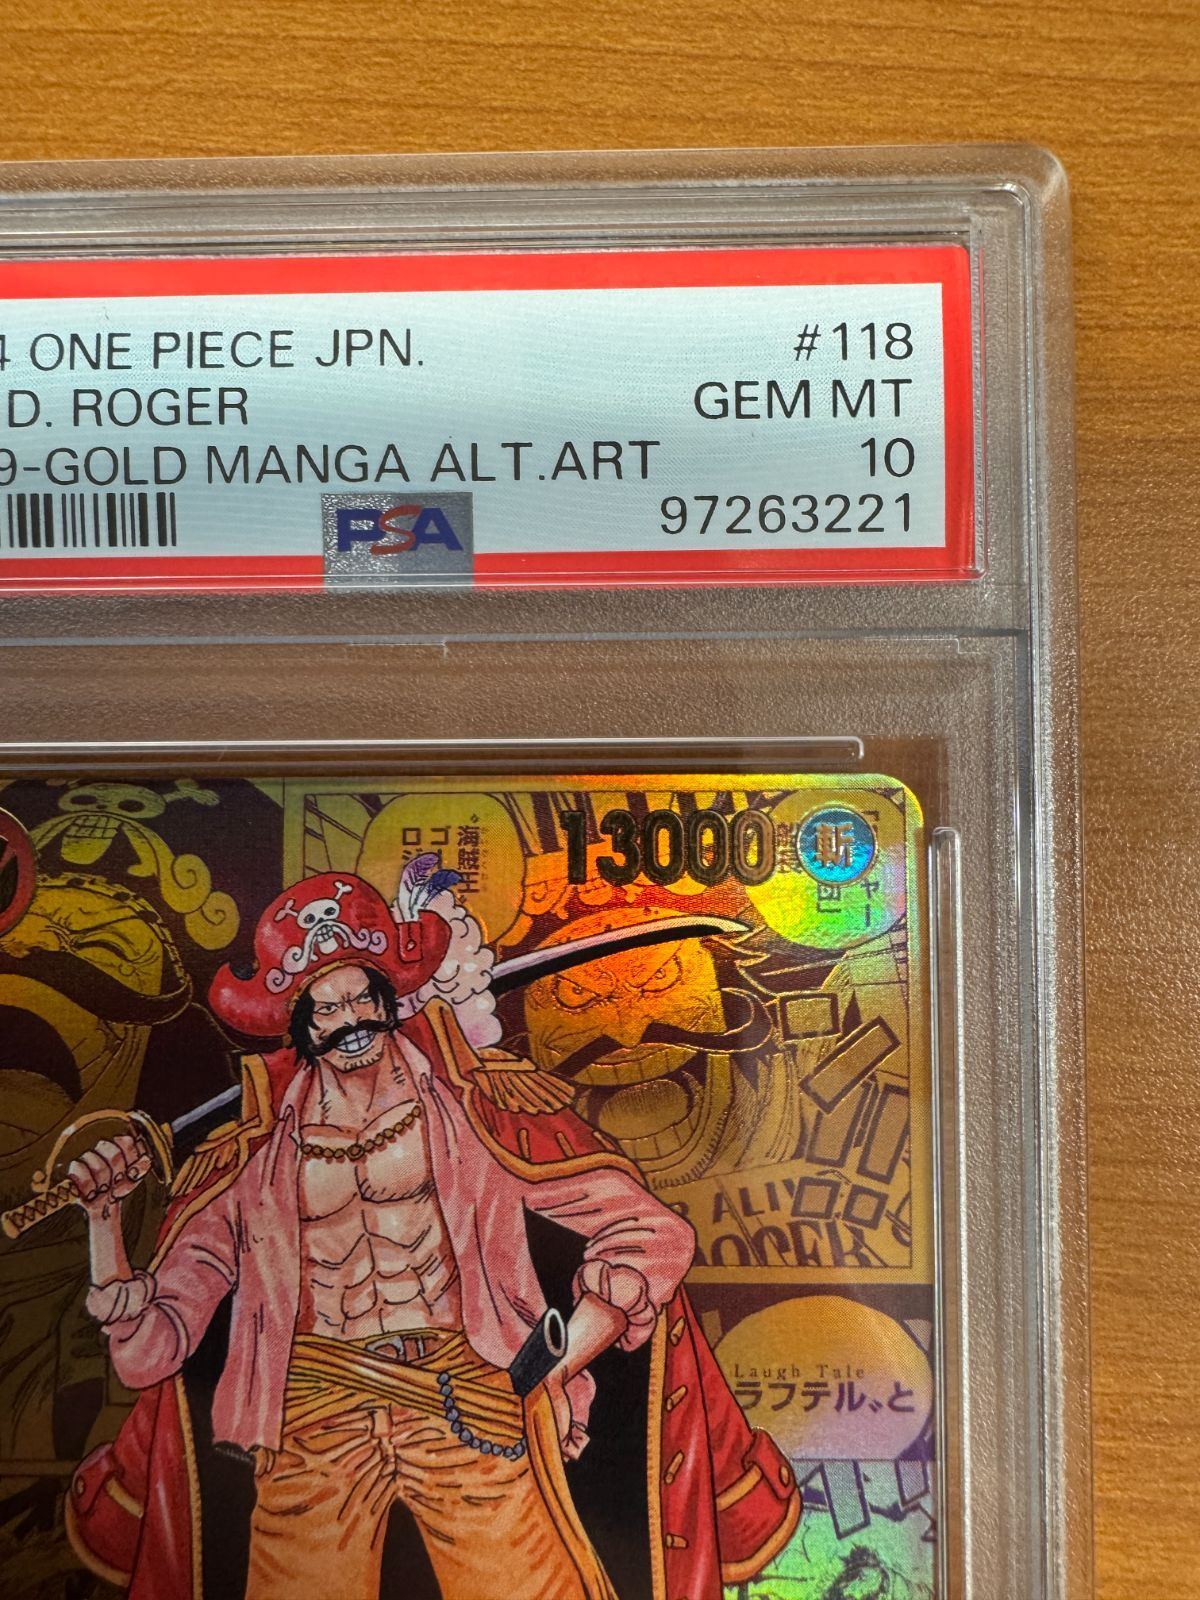 4 ONE PIECE JPN. #118
D. ROGER GEM MT
9-GOLD MANGA ALT.ART 10
PSA 97263221
13000 斬
Laugh Tale
ラフテル〟と